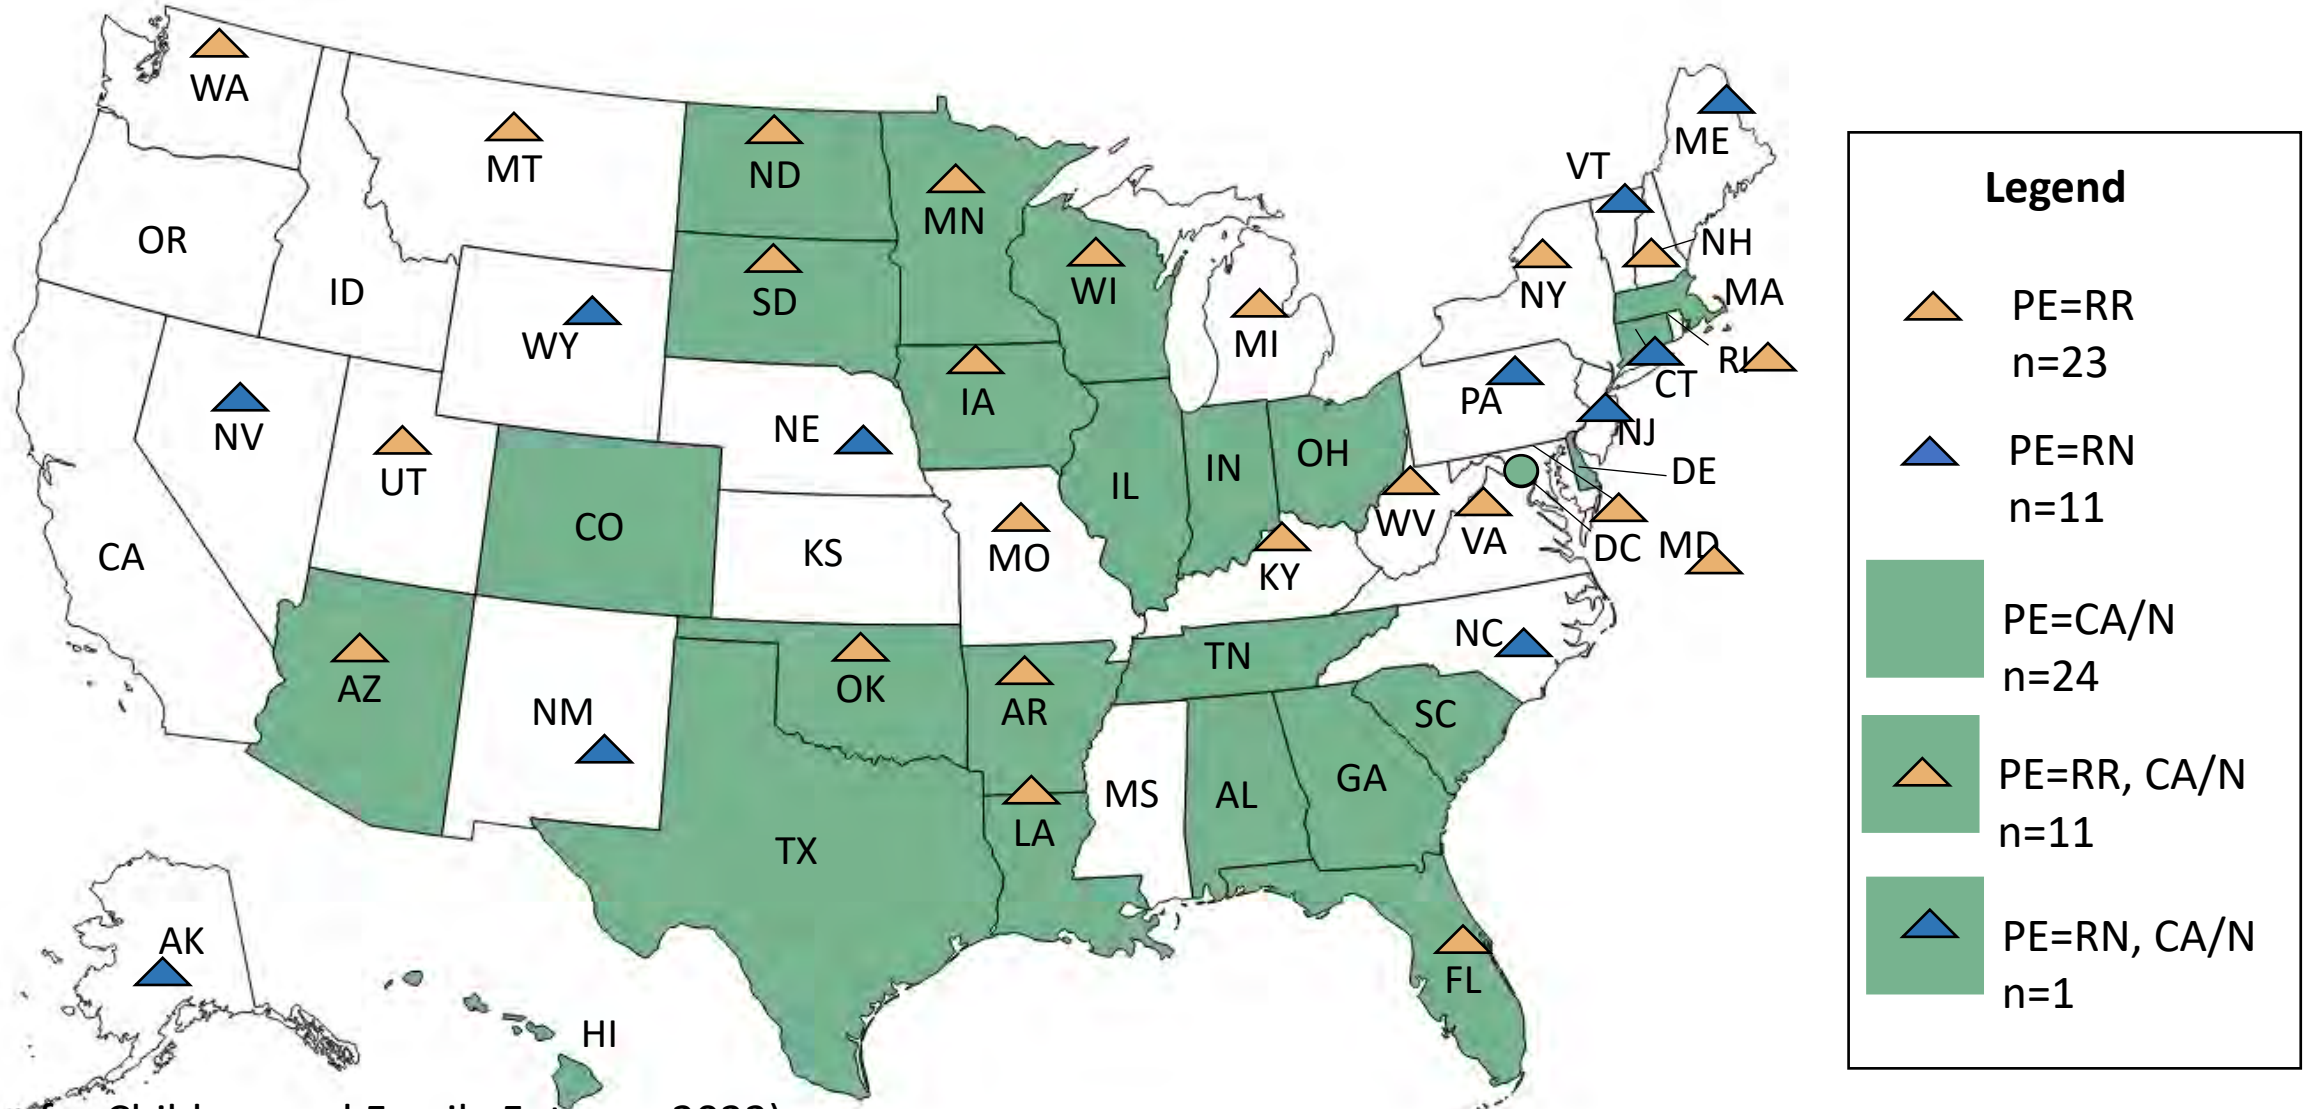 WA
MT
ND
MN
OR
ID
SD
WI
MI
NY
VT
ME
NH
MA
WY
IA
PA
RI
CT
NJ
NV
UT
NE
IL
IN
OH
DE
CA
CO
KS
MO
KY
WV
VA
DC
MD
AZ
NM
OK
AR
TN
NC
SC
TX
LA
MS
AL
GA
AK
HI
FL
Legend
PE=RR
n=23
PE=RN
n=11
PE=CA/N
n=24
PE=RR, CA/N
n=11
PE=RN, CA/N
n=1